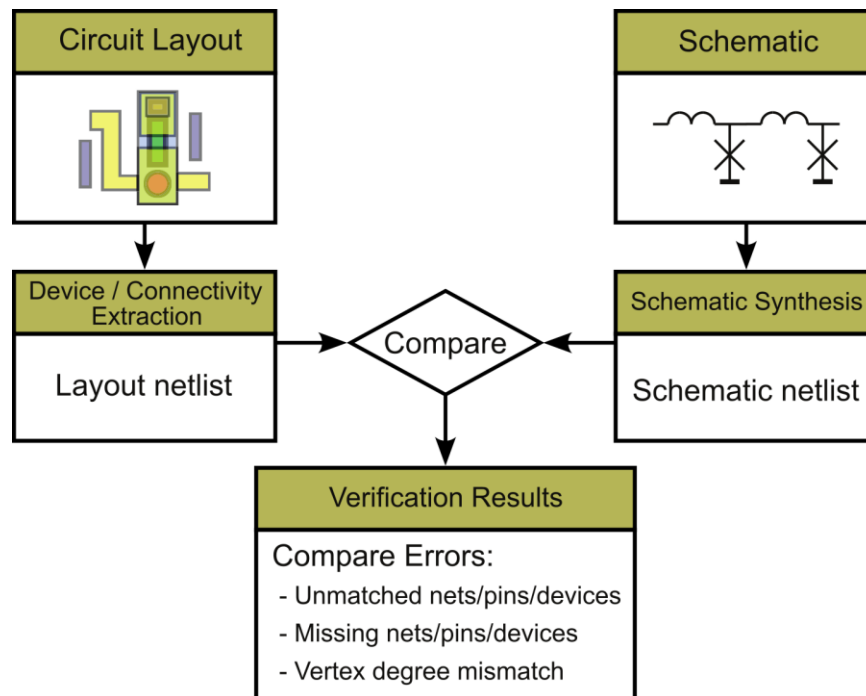 Circuit Layout
Schematic
Device / Connectivity
Extraction
Layout netlist
Compare
Schematic Synthesis
Schematic netlist
Verification Results
Compare Errors:
- Unmatched nets/pins/devices
- Missing nets/pins/devices
- Vertex degree mismatch